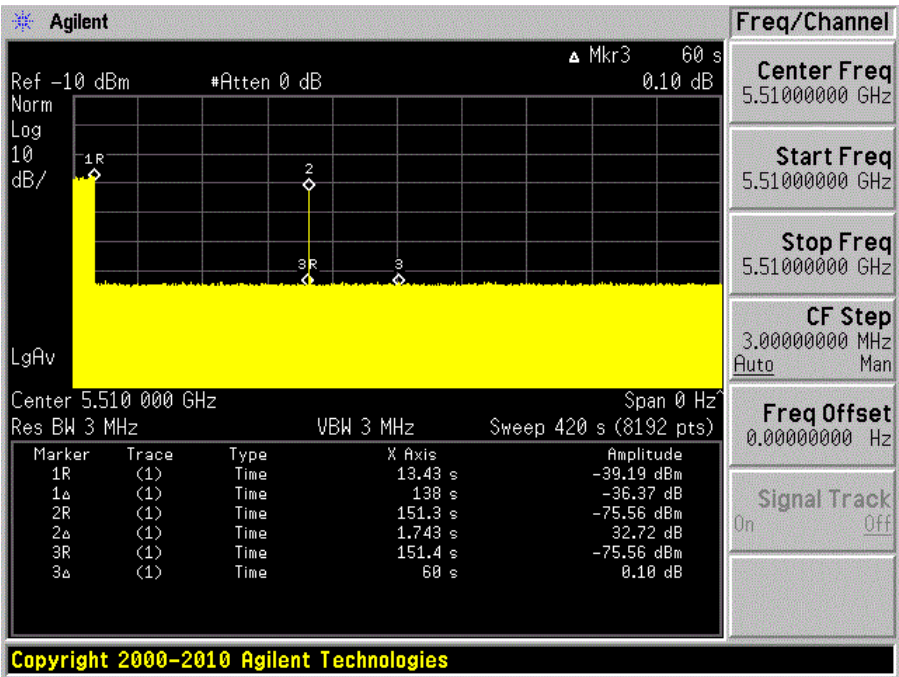 Agilent
Freq/Channel
Δ Mkr3 60 s
Ref −10 dBm #Atten 0 dB 0.10 dB
Norm
Log
10
dB/
1R
2
3R
3
LgAv
Center 5.510 000 GHz Span 0 Hz^
Res BW 3 MHz VBW 3 MHz Sweep 420 s (8192 pts)
Marker Trace Type X Axis Amplitude
1R (1) Time 13.43 s −39.19 dBm
1Δ (1) Time 138 s −36.37 dB
2R (1) Time 151.3 s −75.56 dBm
2Δ (1) Time 1.743 s 32.72 dB
3R (1) Time 151.4 s −75.56 dBm
3Δ (1) Time 60 s 0.10 dB
Center Freq
5.51000000 GHz
Start Freq
5.51000000 GHz
Stop Freq
5.51000000 GHz
CF Step
3.00000000 MHz
Auto Man
Freq Offset
0.00000000 Hz
Signal Track
On Off
Copyright 2000–2010 Agilent Technologies